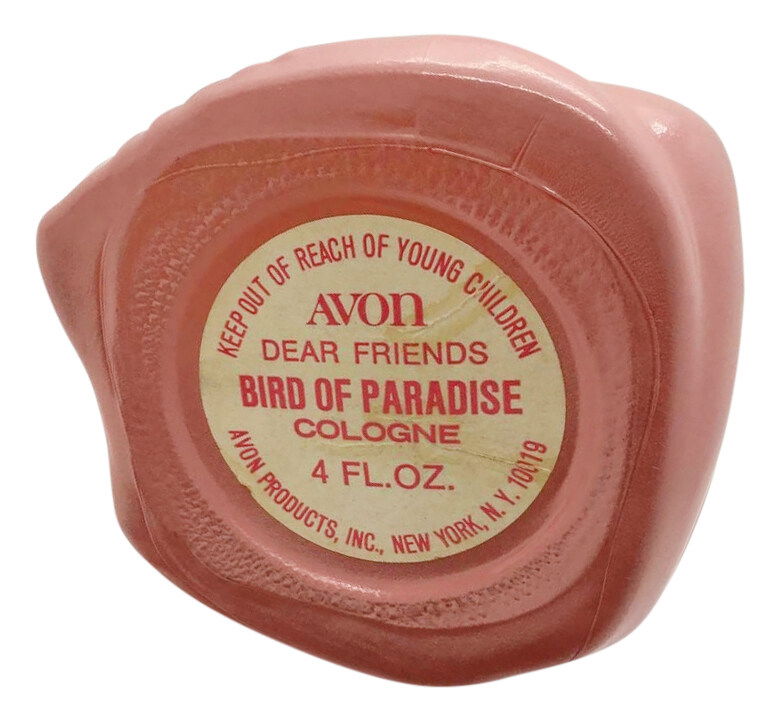 KEEP OUT OF REACH OF YOUNG CHILDREN
AVON
DEAR FRIENDS
BIRD OF PARADISE
COLOGNE
4 FL.OZ.
AVON PRODUCTS, INC., NEW YORK, N.Y. 10019